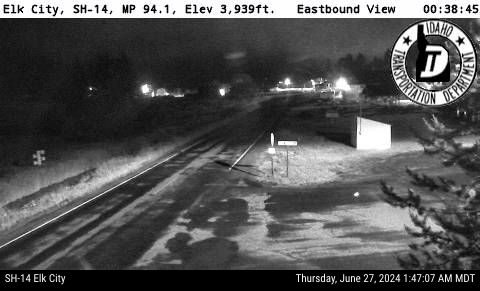 Elk City, SH-14, MP 94.1, Elev 3,939ft. Eastbound View 00:38:45
IDAHO
TRANSPORTATION DEPARTMENT
SH-14 Elk City Thursday, June 27, 2024 1:47:07 AM MDT